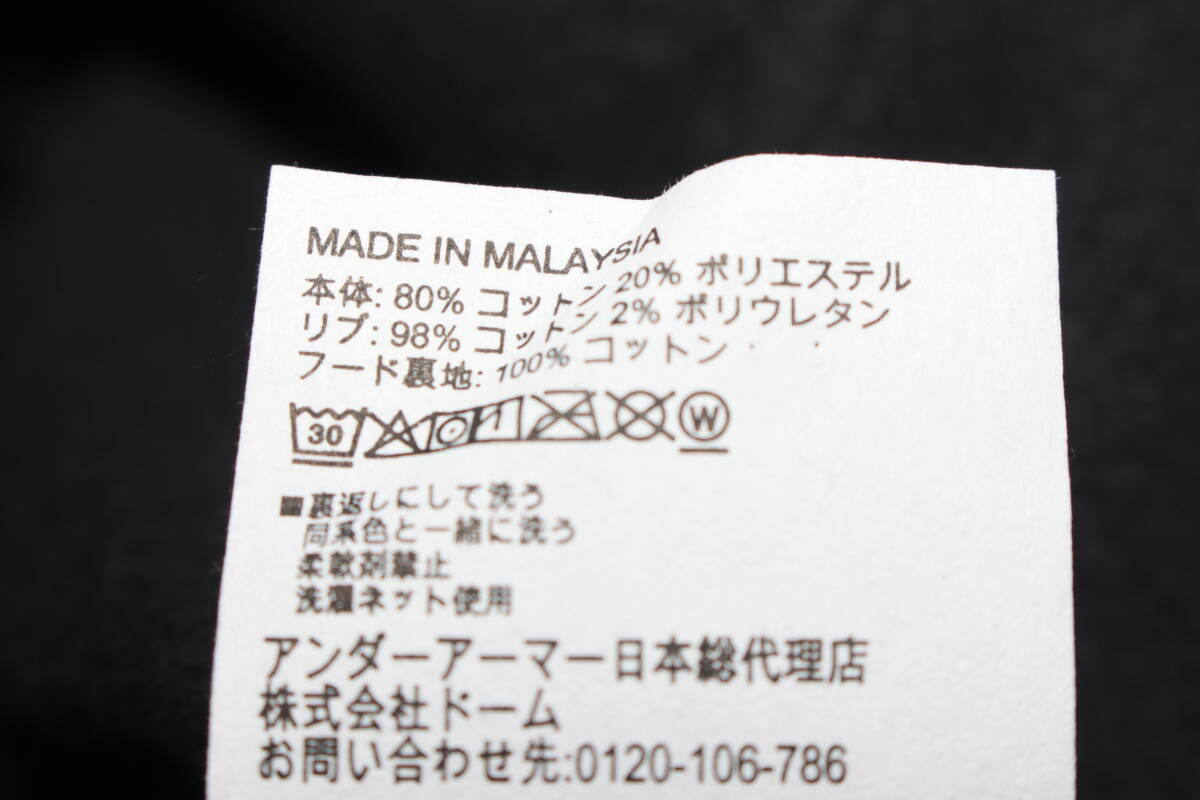 MADE IN MALAYSIA
本体: 80% コットン 20% ポリエステル
リブ: 98% コットン 2% ポリウレタン
フード裏地: 100% コットン
30 W
■裏返しにして洗う
同系色と一緒に洗う
柔軟剤禁止
洗濯ネット使用
アンダーアーマー日本総代理店
株式会社ドーム
お問い合わせ先:0120-106-786